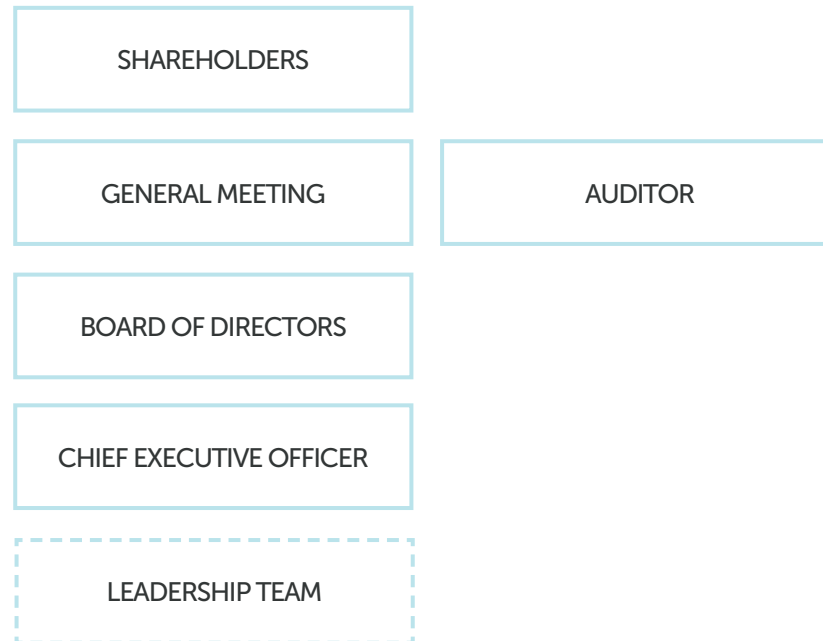 SHAREHOLDERS
GENERAL MEETING
AUDITOR
BOARD OF DIRECTORS
CHIEF EXECUTIVE OFFICER
LEADERSHIP TEAM